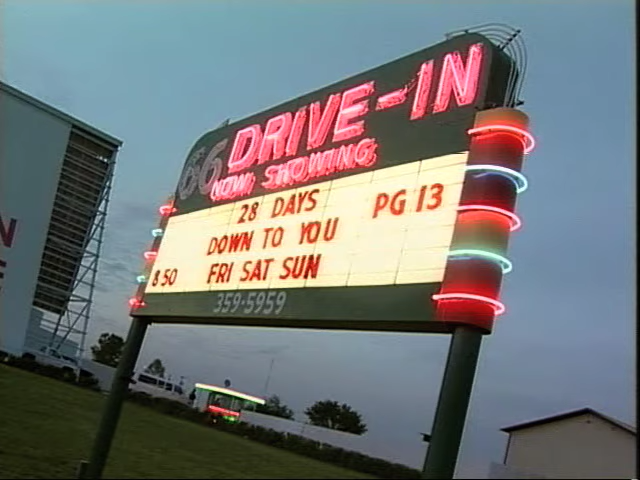 66 DRIVE-IN
NOW SHOWING
28 DAYS PG 13
DOWN TO YOU
8 50 FRI SAT SUN
359-5959
N